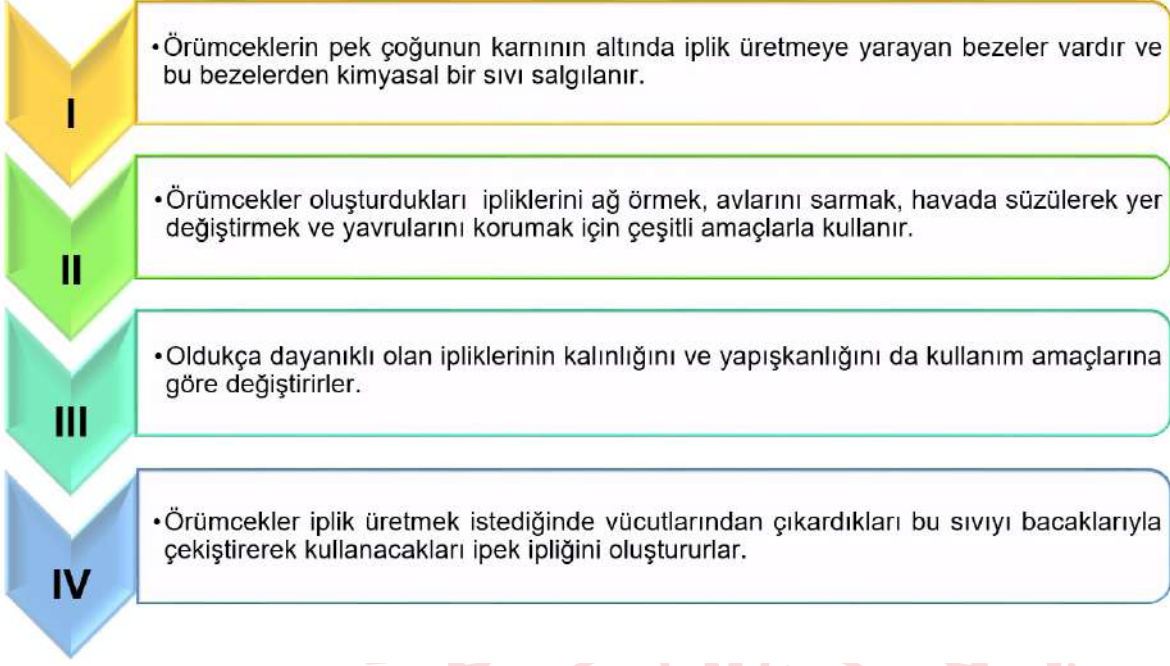 •Örümceklerin pek çoğunun karnının altında iplik üretmeye yarayan bezeler vardır ve
bu bezelerden kimyasal bir sıvı salgılanır.
I
•Örümcekler oluşturdukları ipliklerini ağ örmek, avlarını sarmak, havada süzülerek yer
değiştirmek ve yavrularını korumak için çeşitli amaçlarla kullanır.
II
•Oldukça dayanıklı olan ipliklerinin kalınlığını ve yapışkanlığını da kullanım amaçlarına
göre değiştirirler.
III
•Örümcekler iplik üretmek istediğinde vücutlarından çıkardıkları bu sıvıyı bacaklarıyla
çekiştirerek kullanacakları ipek ipliğini oluştururlar.
IV